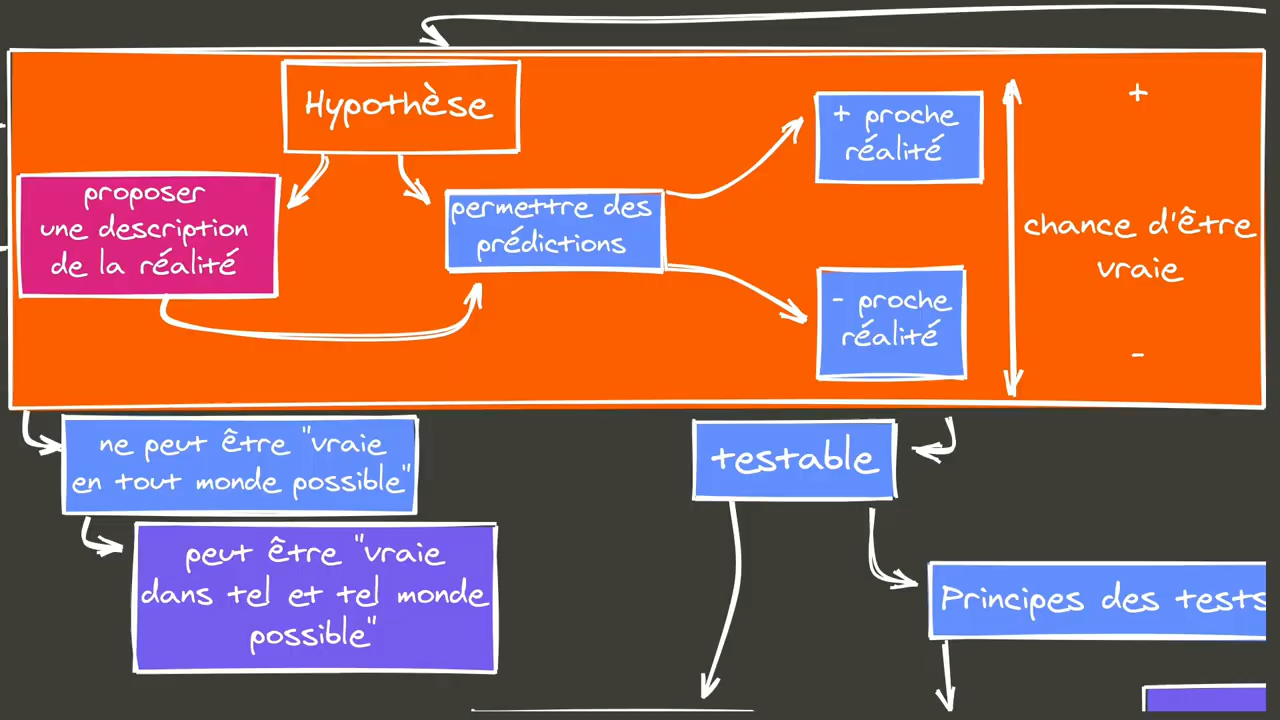 Hypothèse
proposer
une description
de la réalité
permettre des
prédictions
+ proche
réalité
- proche
réalité
+
chance d'être
vraie
-
ne peut être "vraie
en tout monde possible"
peut être "vraie
dans tel et tel monde
possible"
testable
Principes des tests